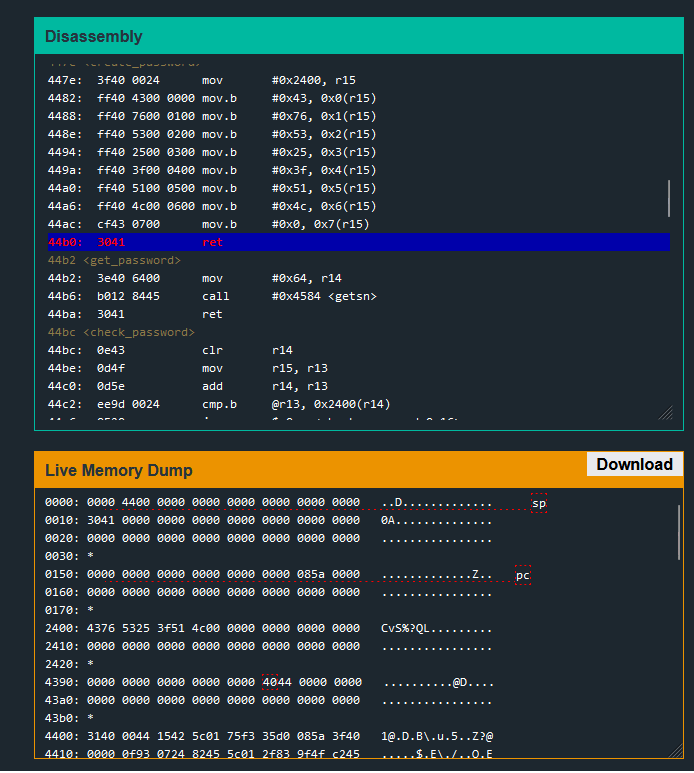 Disassembly
447e: 3f40 0024 mov #0x2400, r15
4482: ff40 4300 0000 mov.b #0x43, 0x0(r15)
4488: ff40 7600 0100 mov.b #0x76, 0x1(r15)
448e: ff40 5300 0200 mov.b #0x53, 0x2(r15)
4494: ff40 2500 0300 mov.b #0x25, 0x3(r15)
449a: ff40 3f00 0400 mov.b #0x3f, 0x4(r15)
44a0: ff40 5100 0500 mov.b #0x51, 0x5(r15)
44a6: ff40 4c00 0600 mov.b #0x4c, 0x6(r15)
44ac: cf43 0700 mov.b #0x0, 0x7(r15)
44b0: 3041 ret
44b2 <get_password>
44b2: 3e40 6400 mov #0x64, r14
44b6: b012 8445 call #0x4584 <getsn>
44ba: 3041 ret
44bc <check_password>
44bc: 0e43 clr r14
44be: 0d4f mov r15, r13
44c0: 0d5e add r14, r13
44c2: ee9d 0024 cmp.b @r13, 0x2400(r14)
Live Memory Dump
Download
0000: 0000 4400 0000 0000 0000 0000 0000 0000 ..D............. sp
0010: 3041 0000 0000 0000 0000 0000 0000 0000 0A..............
0020: 0000 0000 0000 0000 0000 0000 0000 0000 ................
0030: *
0150: 0000 0000 0000 0000 0000 0000 085a 0000 .............Z.. pc
0160: 0000 0000 0000 0000 0000 0000 0000 0000 ................
0170: *
2400: 4376 5325 3f51 4c00 0000 0000 0000 0000 CvS%?QL.........
2410: 0000 0000 0000 0000 0000 0000 0000 0000 ................
2420: *
4390: 0000 0000 0000 0000 0000 4044 0000 0000 ..........@D....
43a0: 0000 0000 0000 0000 0000 0000 0000 0000 ................
43b0: *
4400: 3140 0044 1542 5c01 75f3 35d0 085a 3f40 1@.D.B\.u.5..Z?@
4410: 0000 0f93 0724 8245 5c01 2f83 9f4f c245 .....$.E\./..O.E